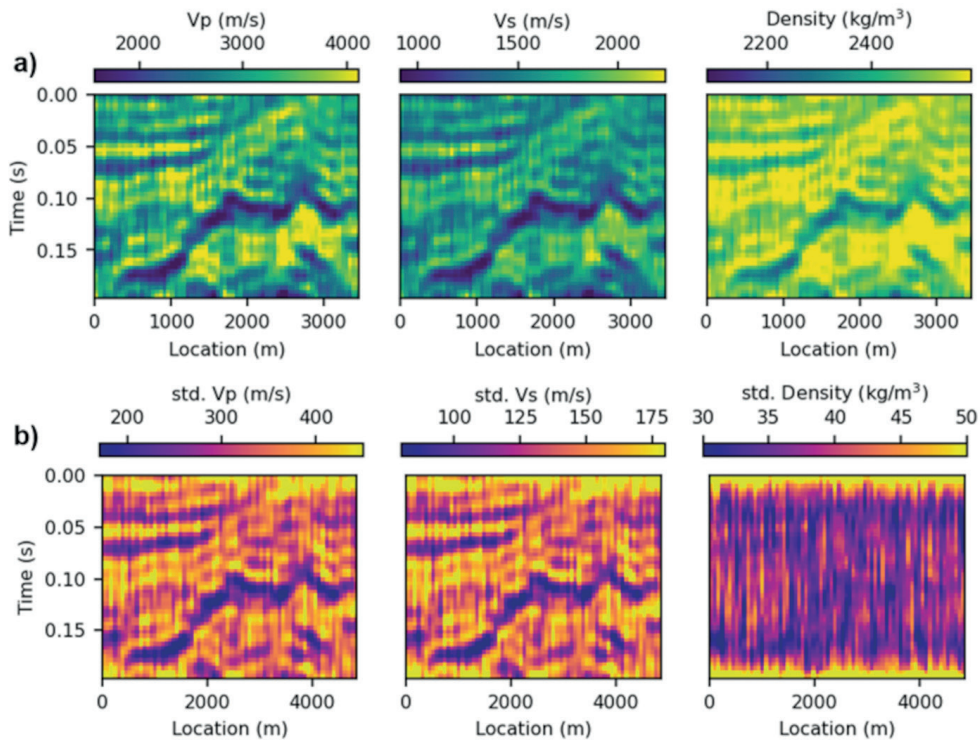 Vp (m/s) Vs (m/s) Density (kg/m³)
2000 3000 4000 1000 1500 2000 2200 2400
a)
0.00
0.05
0.10
0.15
Time (s)
0 1000 2000 3000 0 1000 2000 3000 0 1000 2000 3000
Location (m) Location (m) Location (m)
std. Vp (m/s) std. Vs (m/s) std. Density (kg/m³)
200 300 400 100 125 150 175 30 35 40 45 50
b)
0.00
0.05
0.10
0.15
Time (s)
0 2000 4000 0 2000 4000 0 2000 4000
Location (m) Location (m) Location (m)